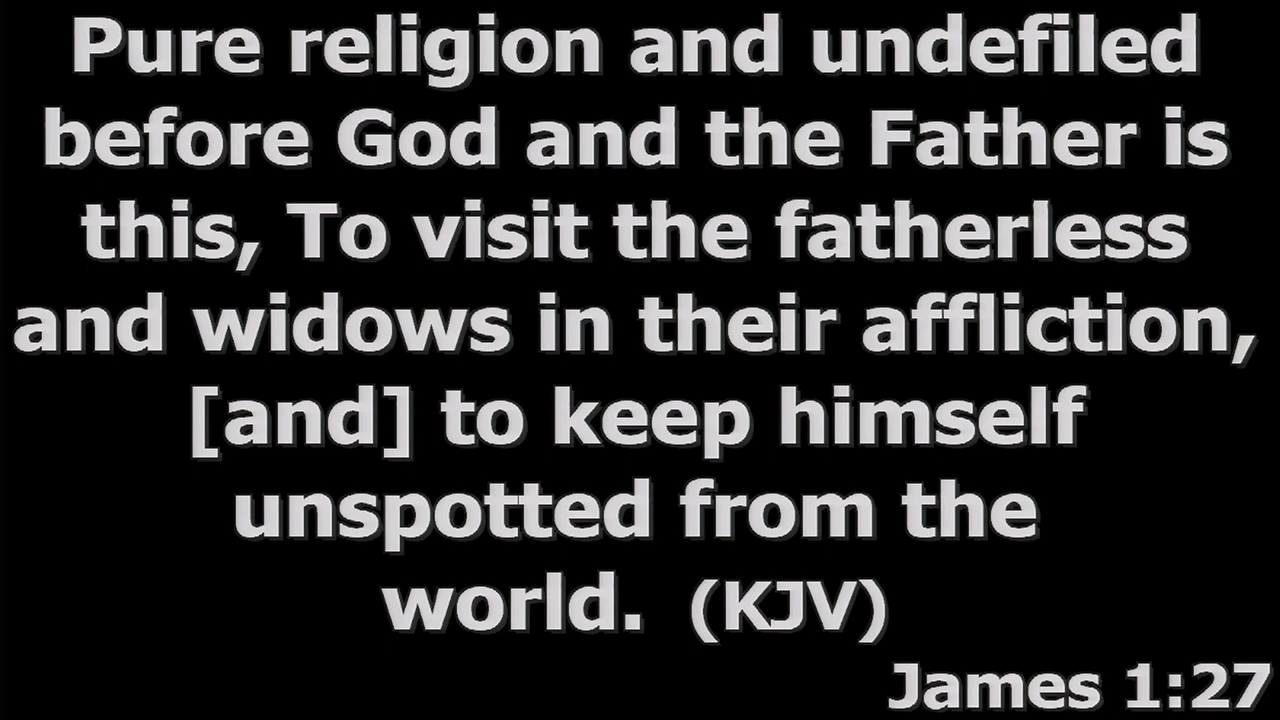 Pure religion and undefiled
before God and the Father is
this, To visit the fatherless
and widows in their affliction,
[and] to keep himself
unspotted from the
world.  (KJV)
James 1:27